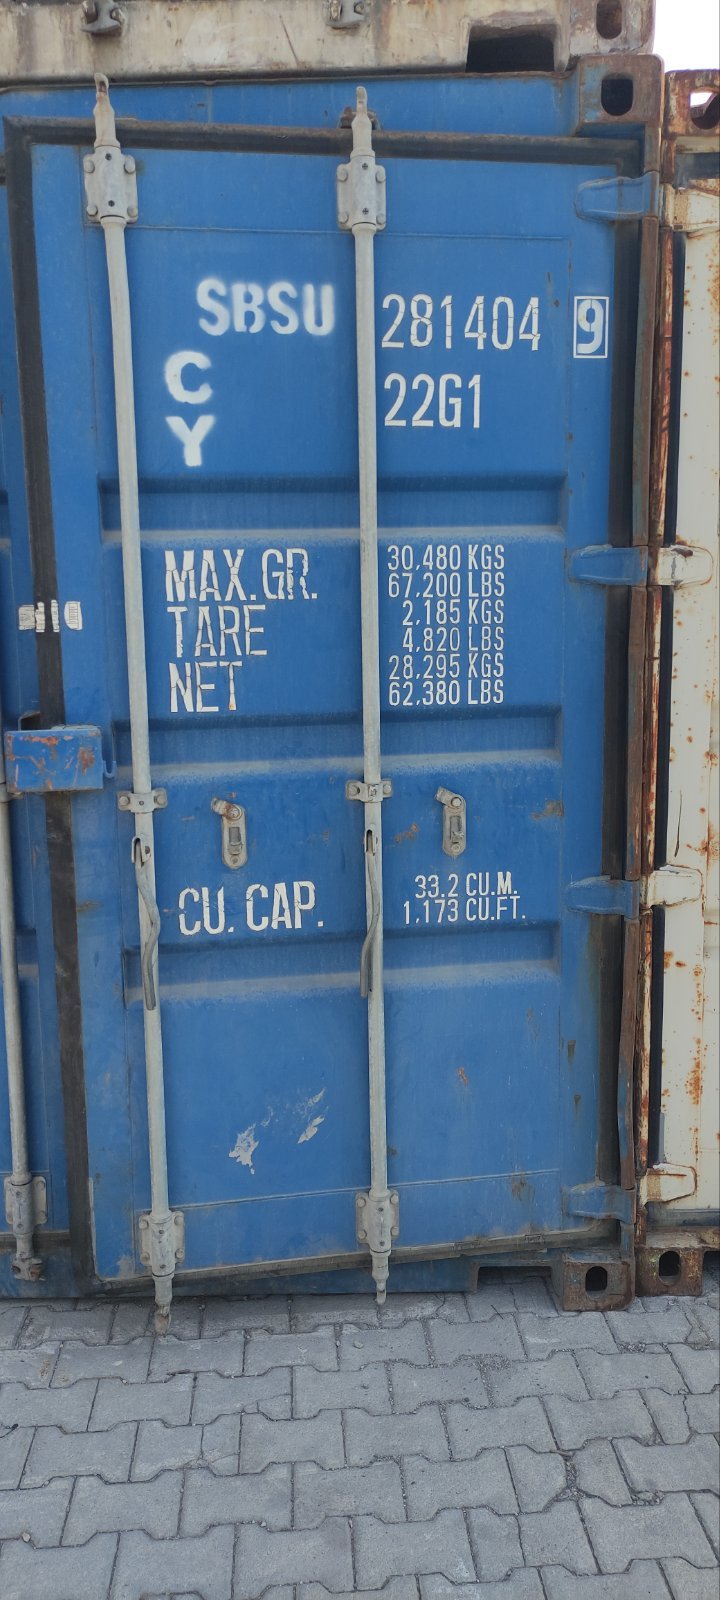 SBSU 281404 9
C 22G1
Y
MAX.GR. 30,480 KGS
67,200 LBS
TARE 2,185 KGS
4,820 LBS
NET 28,295 KGS
62,380 LBS
CU. CAP. 33.2 CU.M.
1,173 CU.FT.